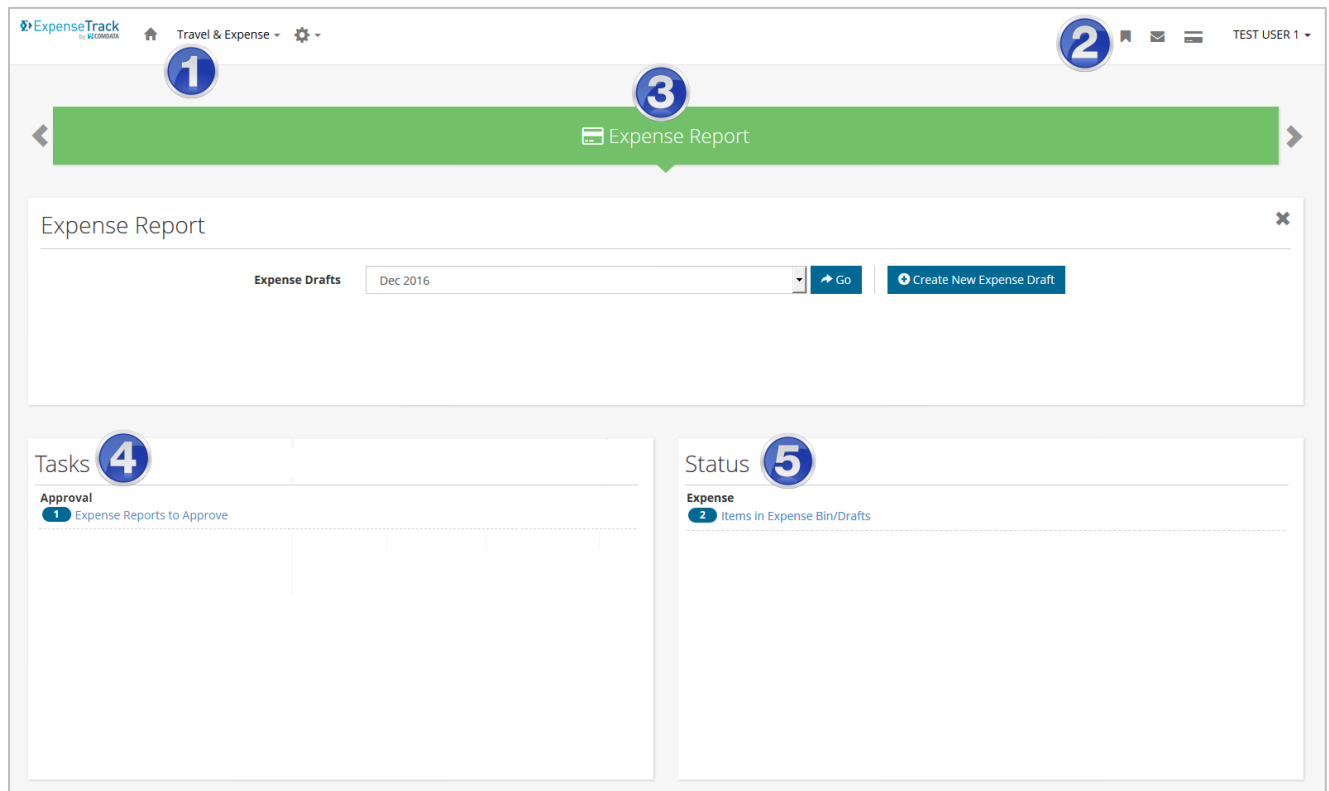 ExpenseTrack
by COMDATA
Travel & Expense
TEST USER 1
1
2
3
Expense Report
Expense Report
Expense Drafts
Dec 2016
Go
Create New Expense Draft
Tasks
4
Approval
1 Expense Reports to Approve
Status
5
Expense
2 Items in Expense Bin/Drafts